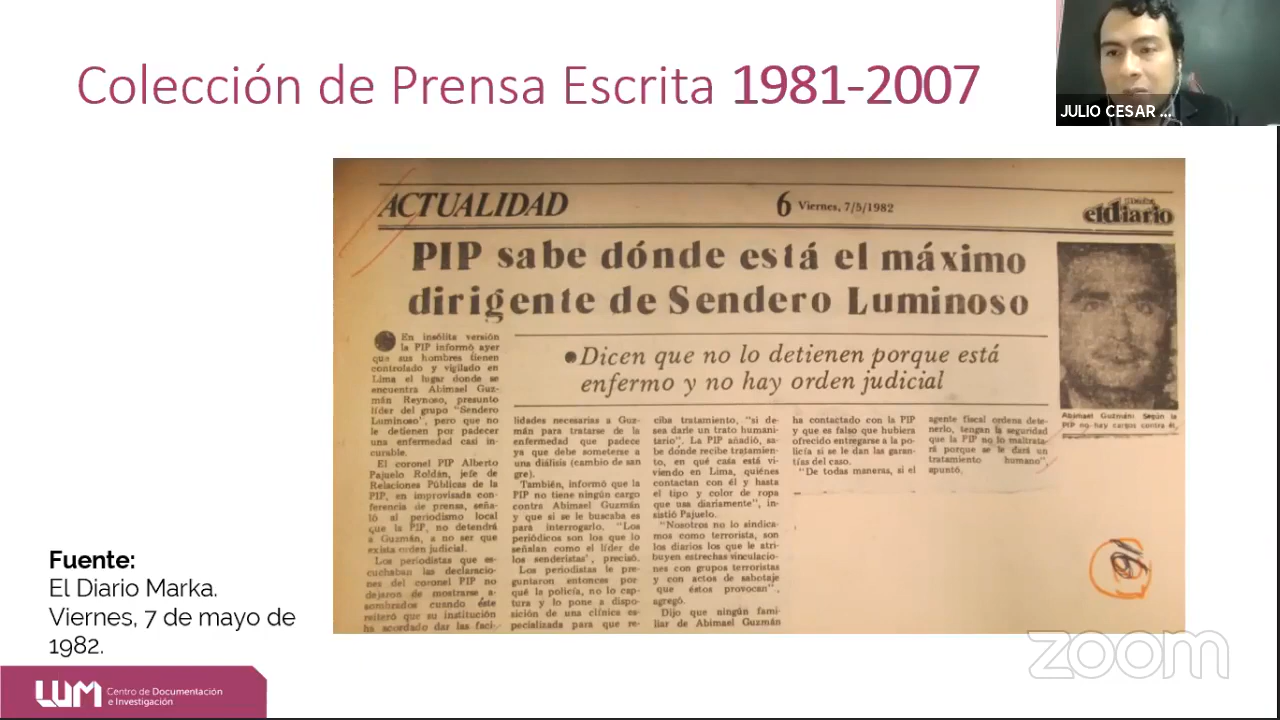 Colección de Prensa Escrita 1981-2007
JULIO CESAR ...
ACTUALIDAD
6 Viernes, 7/5/1982
el diario
PIP sabe dónde está el máximo
dirigente de Sendero Luminoso
●Dicen que no lo detienen porque está
enfermo y no hay orden judicial
En insólita versión
la PIP informó ayer
que sus hombres tienen
controlado y vigilado en
Lima el lugar donde se
encuentra Abimael Guz-
mán Reynoso, presunto
líder del grupo "Sendero
Luminoso", pero que no
le detienen por padecer
una enfermedad casi in-
curable.
El coronel PIP Alberto
Pajuelo Roldán, jefe de
Relaciones Públicas de la
PIP, en improvisada con-
ferencia de prensa, seña-
ló al periodismo local
que la PIP, no detendrá
a Guzmán, a no ser que
exista orden judicial.
Los periodistas que es-
cuchaban las declaracio-
nes del coronel PIP no
dejaron de mostrarse a-
sombrados cuando éste
reiteró que su institución
ha acordado dar las faci-
lidades necesarias a Guz-
mán para tratarse de la
enfermedad que padece
ya que debe someterse a
una diálisis (cambo de san
gre).
También, informó que la
PIP no tiene ningún cargo
contra Abimael Guzmán
y que si se le buscaba es
para interrogarlo. "Los
periódicos son los que lo
señalan como el líder de
los senderistas", precisó.
Los periodistas le pre-
guntaron entonces por-
qué la policía, no lo cap-
tura y lo pone a dispo-
sición de una clínica es-
pecializada para que re-
ciba tratamiento, "si de-
sea darle un trato humani-
tario". La PIP añadió, sa-
be dónde recibe tratamien-
to, en qué casa está vi-
viendo en Lima, quiénes
contactan con él y hasta
el tipo y color de ropa
que usa diariamente", in-
sistió Pajuelo.
"Nosotros no lo sindica-
mos como terrorista, son
los diarios los que le atri-
buyen estrechas vinculacio-
nes con grupos terroristas
y con actos de sabotaje
que éstos provocan",
agregó.
Dijo que ningún fami-
liar de Abimael Guzmán
ha contactado con la PIP
y que es falso que hubiera
ofrecido entregarse a la po-
licía si se le dan las garan-
tías del caso.
"De todas maneras, si el
agente fiscal ordena dete-
nerlo, tengan la seguridad
que la PIP no lo maltrata-
rá porque se le dará un
tratamiento humano",
apuntó.
Abimael Guzmán: Según la
PIP no hay cargos contra él.
Fuente:
El Diario Marka.
Viernes, 7 de mayo de
1982.
LUM Centro de Documentación
e Investigación
zoom